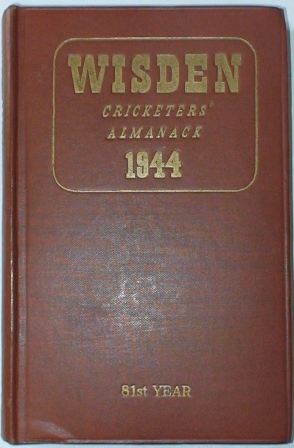 WISDEN
CRICKETERS'
ALMANACK
1944
81st YEAR